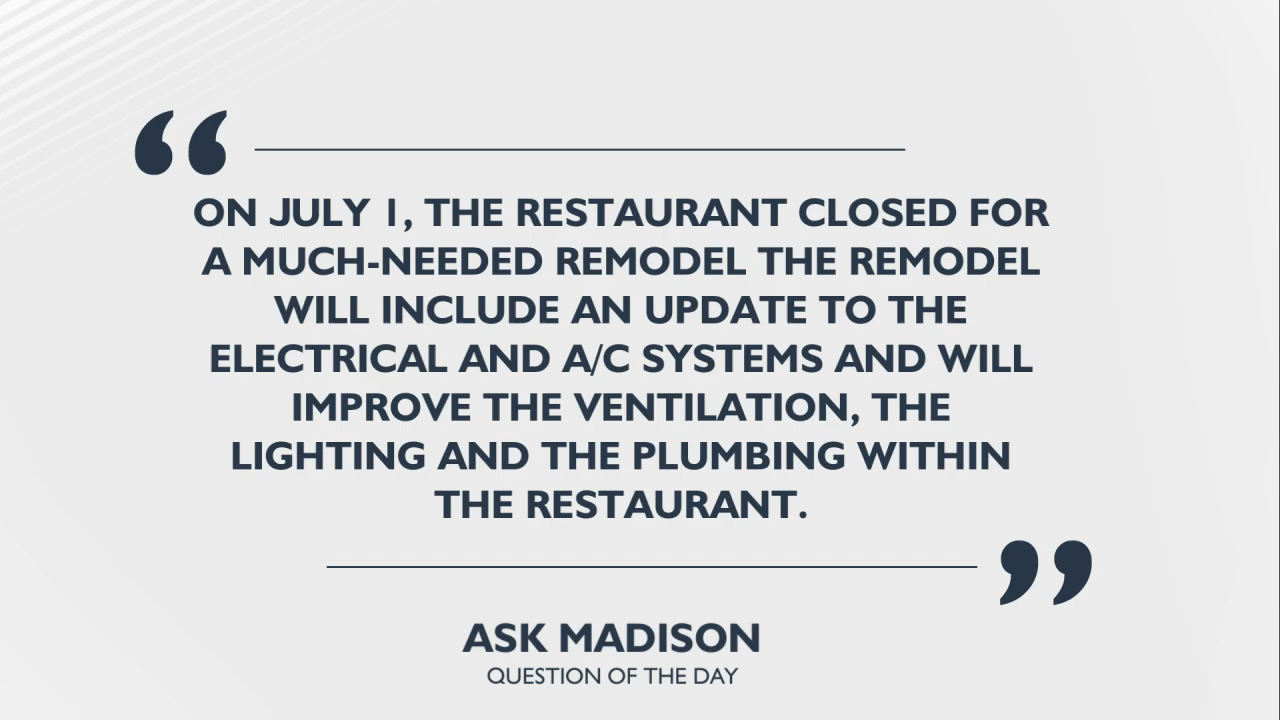 “
ON JULY 1, THE RESTAURANT CLOSED FOR
A MUCH-NEEDED REMODEL THE REMODEL
WILL INCLUDE AN UPDATE TO THE
ELECTRICAL AND A/C SYSTEMS AND WILL
IMPROVE THE VENTILATION, THE
LIGHTING AND THE PLUMBING WITHIN
THE RESTAURANT.
”
ASK MADISON
QUESTION OF THE DAY